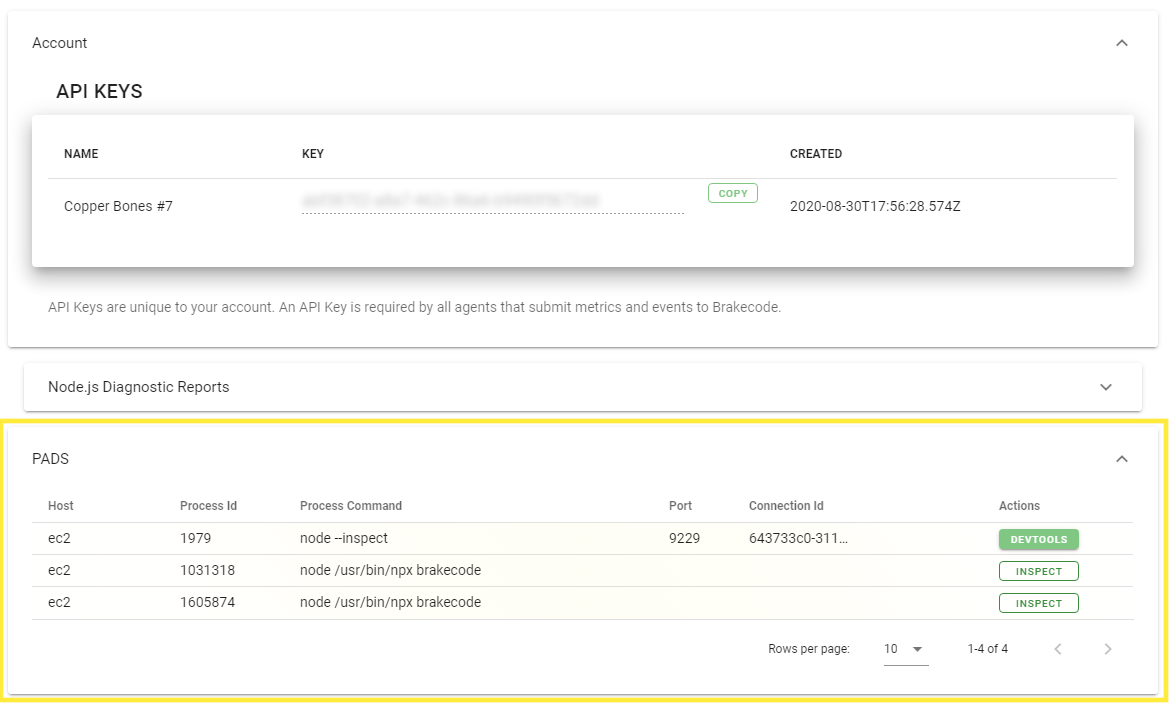 Account
API KEYS
NAME KEY CREATED
Copper Bones #7 COPY 2020-08-30T17:56:28.574Z
API Keys are unique to your account. An API Key is required by all agents that submit metrics and events to Brakecode.
Node.js Diagnostic Reports
PADS
Host Process Id Process Command Port Connection Id Actions
ec2 1979 node --inspect 9229 643733c0-311... DEVTOOLS
ec2 1031318 node /usr/bin/npx brakecode INSPECT
ec2 1605874 node /usr/bin/npx brakecode INSPECT
Rows per page: 10 1-4 of 4